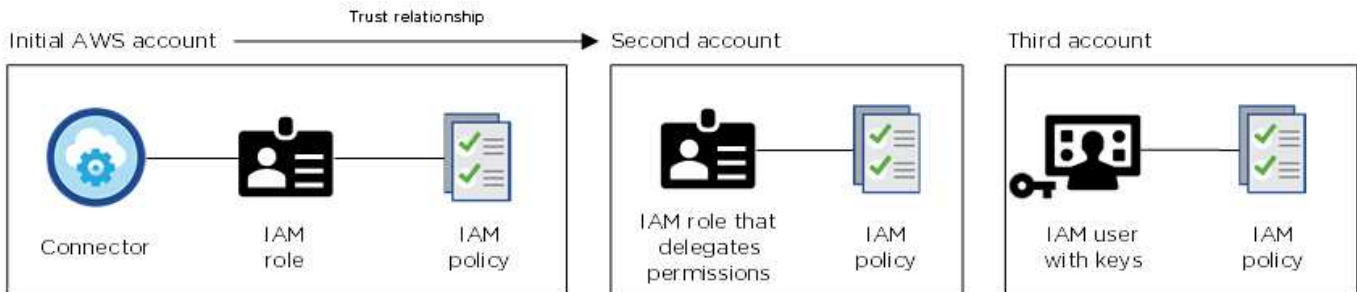 Trust relationship
Initial AWS account
Second account
Third account
Connector
IAM
role
IAM
policy
IAM role that
delegates
permissions
IAM
policy
IAM user
with keys
IAM
policy